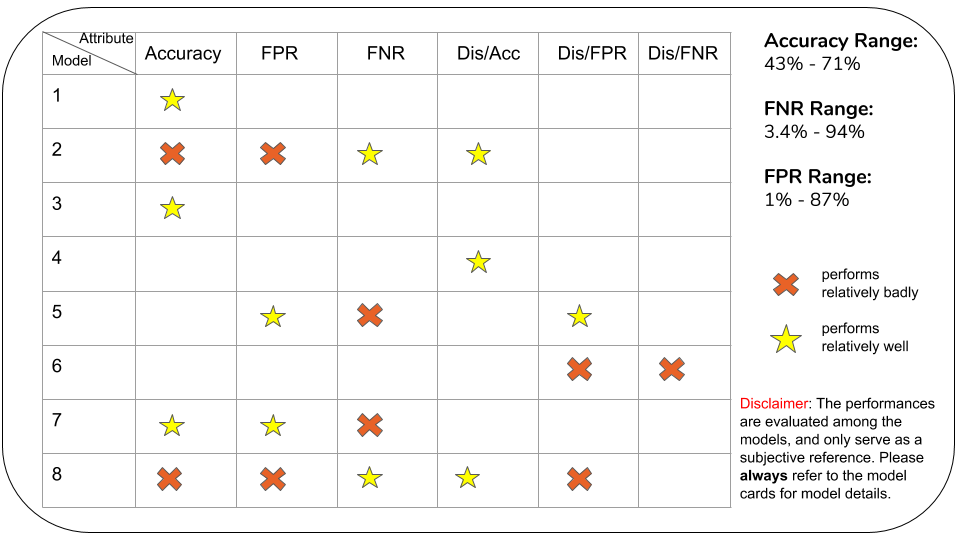 Attribute
Model
Accuracy FPR FNR Dis/Acc Dis/FPR Dis/FNR
1
2
3
4
5
6
7
8
Accuracy Range:
43% - 71%
FNR Range:
3.4% - 94%
FPR Range:
1% - 87%
performs
relatively badly
performs
relatively well
Disclaimer: The performances
are evaluated among the
models, and only serve as a
subjective reference. Please
always refer to the model
cards for model details.